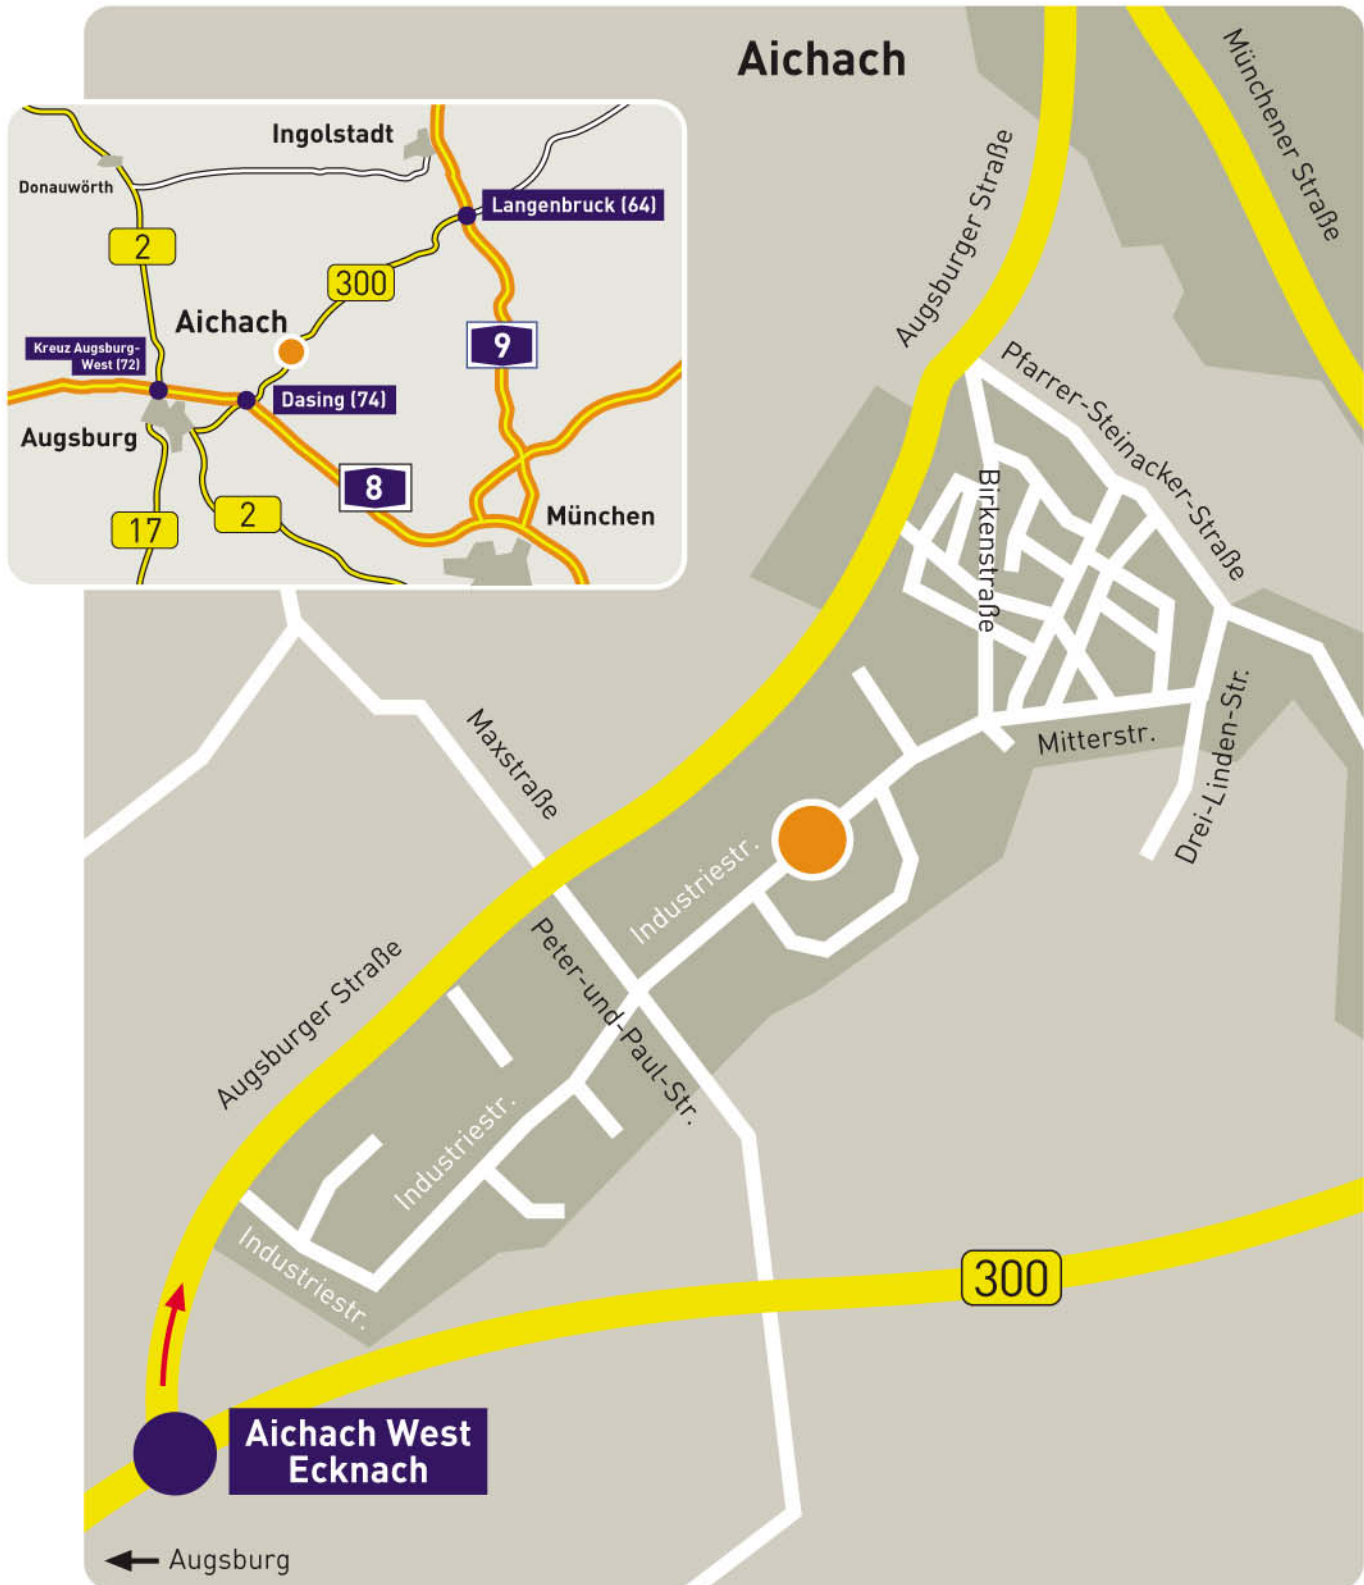 Aichach
Münchener Straße
Augsburger Straße
Ingolstadt
Donauwörth
Langenbruck (64)
2
300
Aichach
Kreuz Augsburg-
West (72)
9
Dasing (74)
Augsburg
8
17
2
München
Pfarrer-Steinacker-Straße
Birkenstraße
Maxstraße
Mitterstr.
Drei-Linden-Str.
Industriestr.
Peter-und-Paul-Str.
Augsburger Straße
Industriestr.
Industriestr.
300
Aichach West
Ecknach
Augsburg